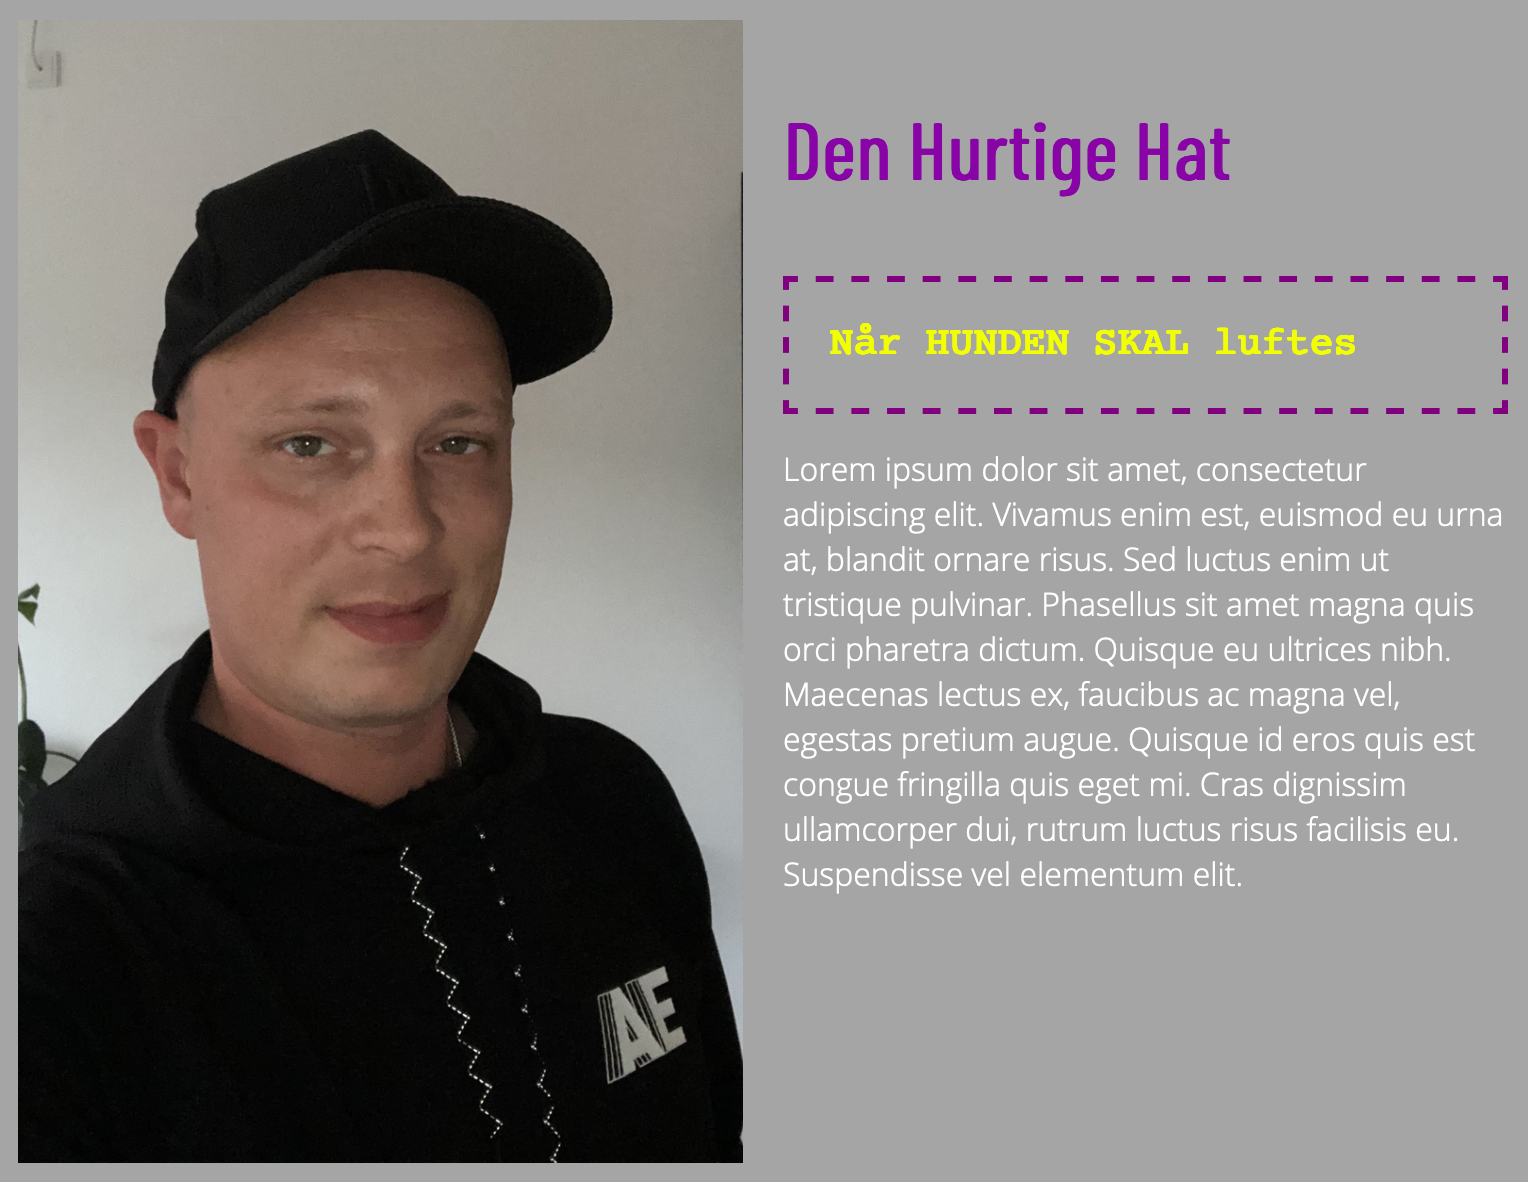 Den Hurtige Hat
Når HUNDEN SKAL luftes
Lorem ipsum dolor sit amet, consectetur
adipiscing elit. Vivamus enim est, euismod eu urna
at, blandit ornare risus. Sed luctus enim ut
tristique pulvinar. Phasellus sit amet magna quis
orci pharetra dictum. Quisque eu ultrices nibh.
Maecenas lectus ex, faucibus ac magna vel,
egestas pretium augue. Quisque id eros quis est
congue fringilla quis eget mi. Cras dignissim
ullamcorper dui, rutrum luctus risus facilisis eu.
Suspendisse vel elementum elit.
AE